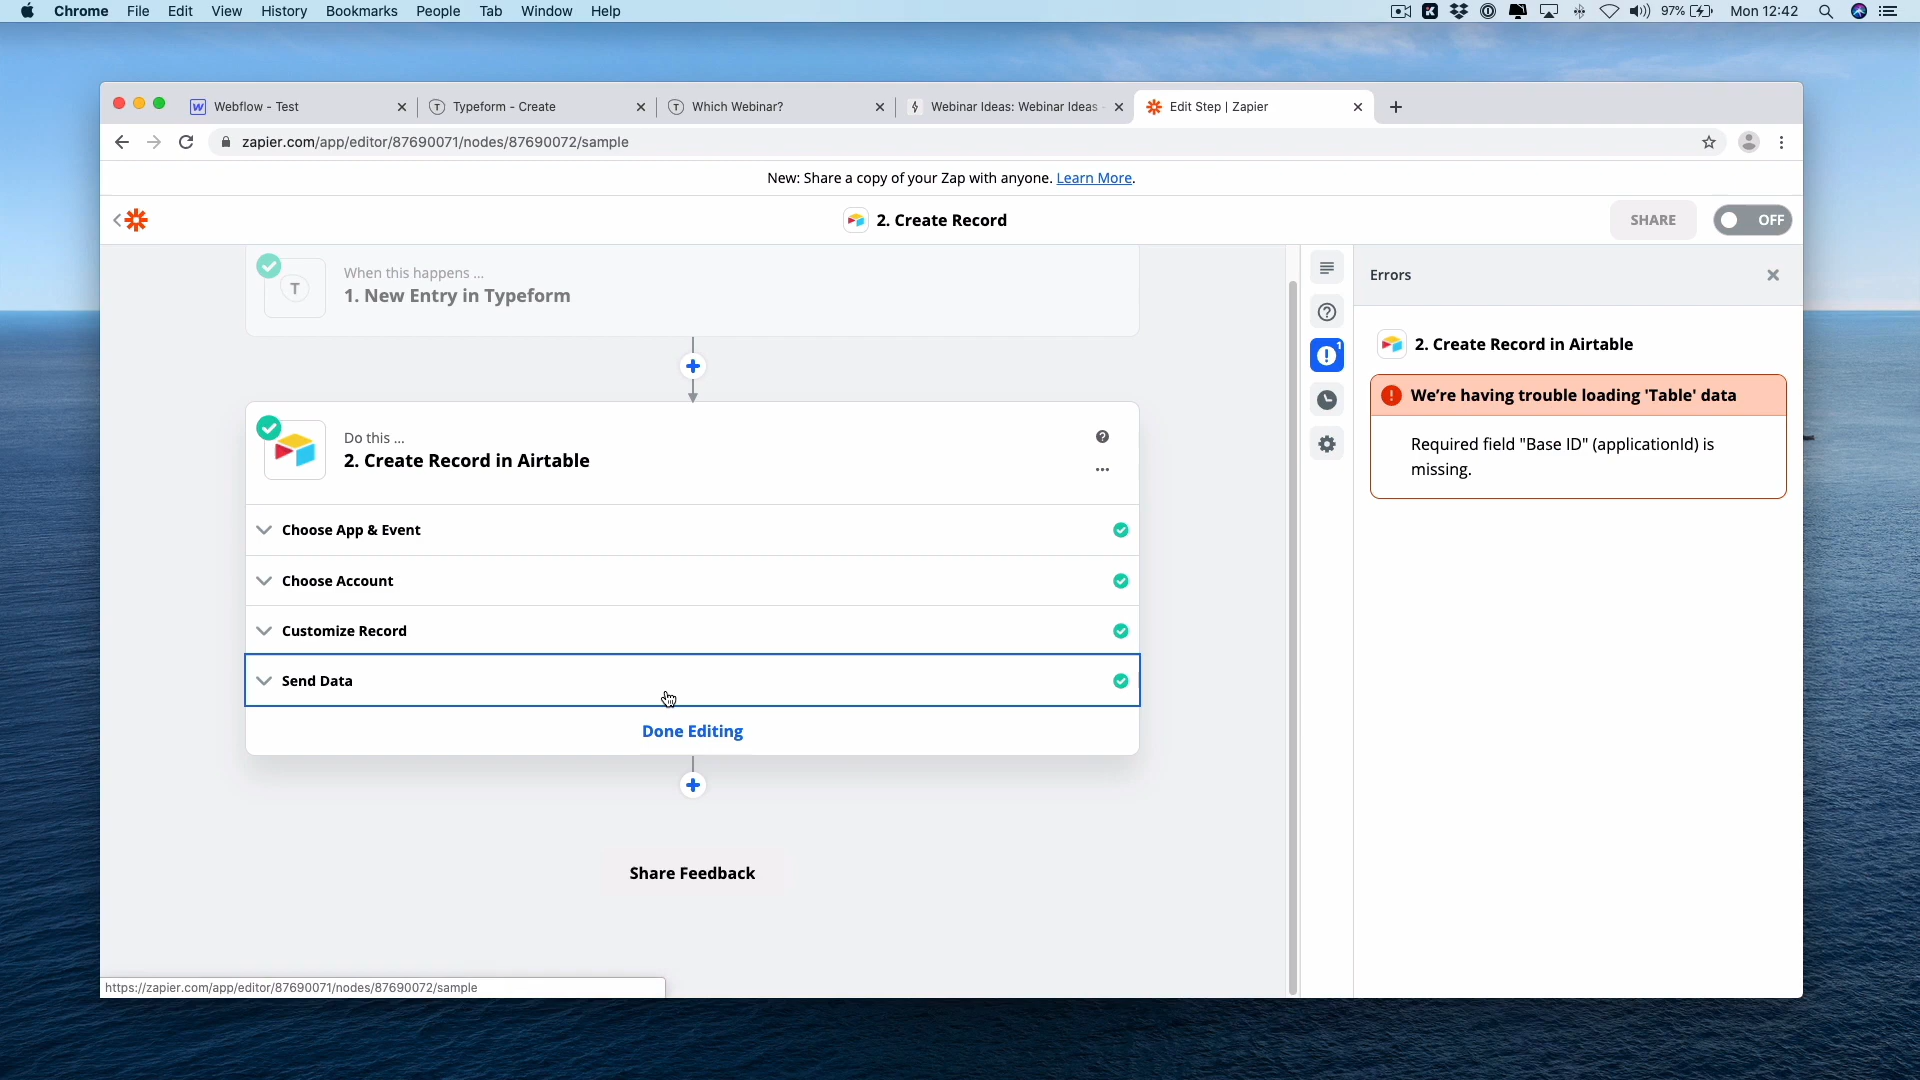 Chrome File Edit View History Bookmarks People Tab Window Help
97% Mon 12:42
Webflow - Test
Typeform - Create
Which Webinar?
Webinar Ideas: Webinar Ideas -
Edit Step | Zapier
zapier.com/app/editor/87690071/nodes/87690072/sample
New: Share a copy of your Zap with anyone. Learn More.
2. Create Record
SHARE
OFF
When this happens ...
T
1. New Entry in Typeform
Do this ...
2. Create Record in Airtable
Choose App & Event
Choose Account
Customize Record
Send Data
Done Editing
Share Feedback
https://zapier.com/app/editor/87690071/nodes/87690072/sample
1
Errors
2. Create Record in Airtable
We're having trouble loading 'Table' data
Required field "Base ID" (applicationId) is
missing.